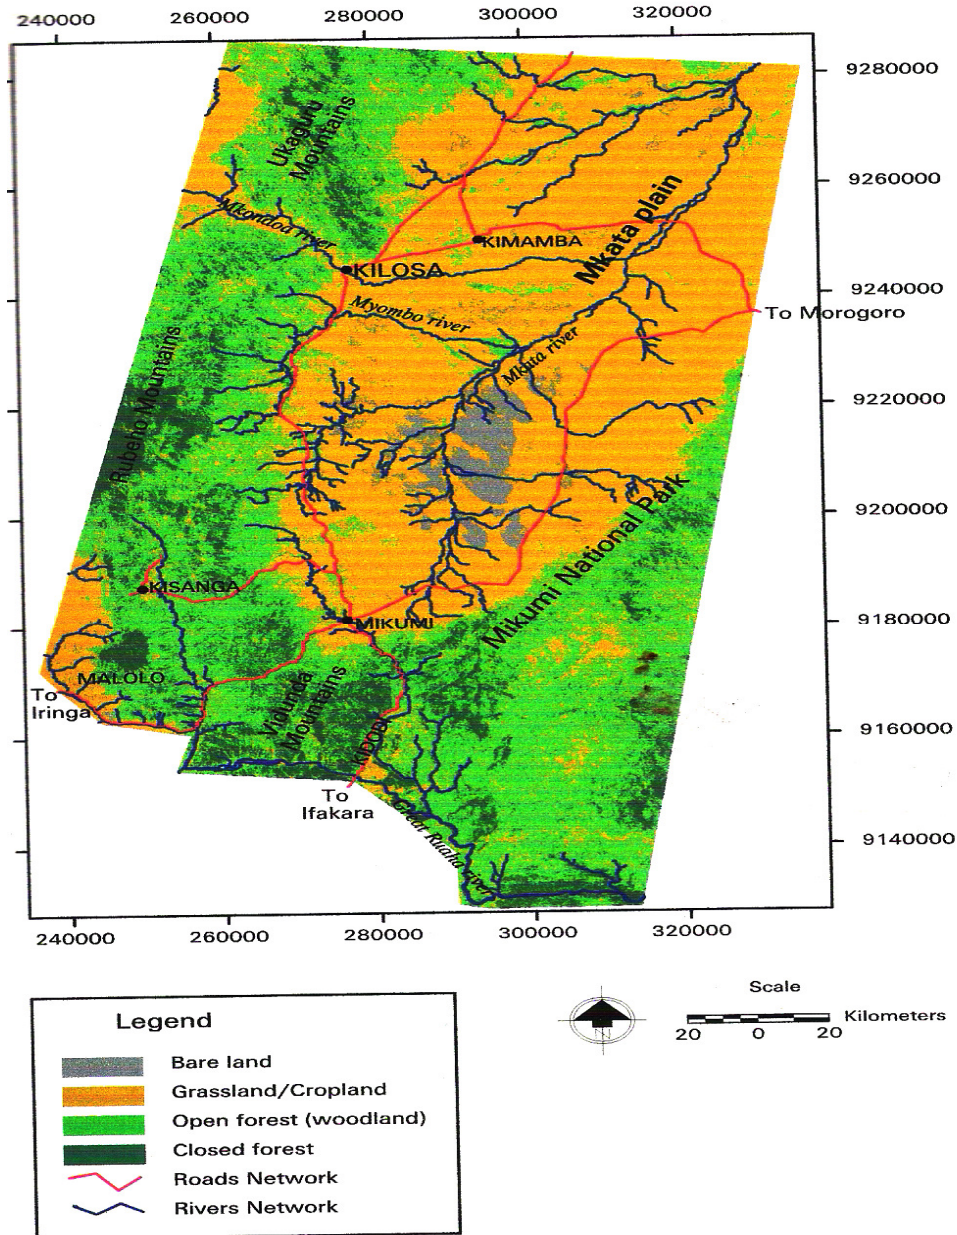 240000 260000 280000 300000 320000
9280000
9260000
9240000
9220000
9200000
9180000
9160000
9140000
Ukaguru
Mountains
Mkondoa river
KIMAMBA
Mkata plain
KILOSA
Myombo river
To Morogoro
Mkata river
Rubeho Mountains
Mikumi National Park
KISANGA
MIKUMI
MALOLO
To
Iringa
Vidunda
Mountains
KIDODI
To
Ifakara
Great Ruaha river
240000 260000 280000 300000 320000
Legend
Bare land
Grassland/Cropland
Open forest (woodland)
Closed forest
Roads Network
Rivers Network
N
Scale
20 0 20 Kilometers